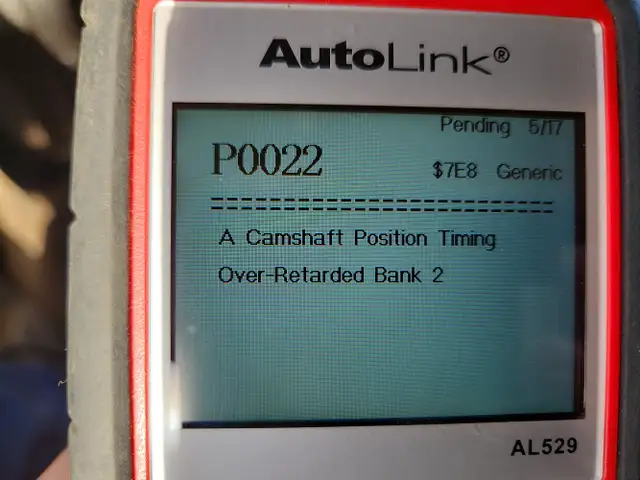 AutoLink®
Pending 5/17
P0022
$7E8 Generic
=========================
A Camshaft Position Timing
Over-Retarded Bank 2
AL529